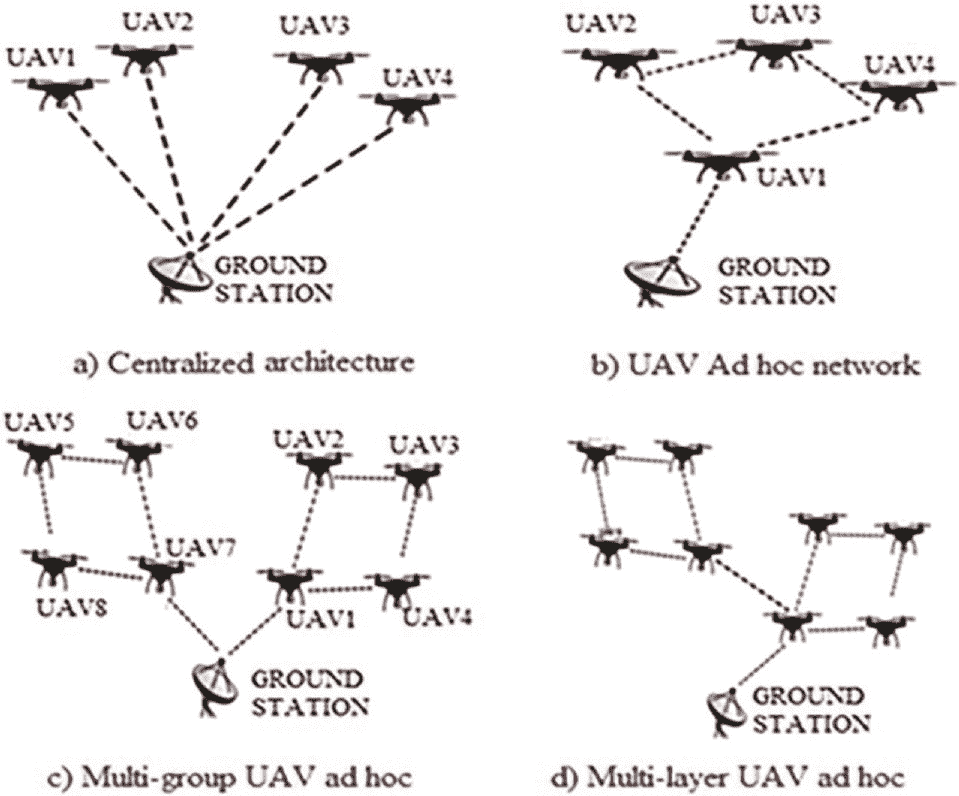 UAV1
UAV2
UAV3
UAV4
GROUND
STATION
a) Centralized architecture
UAV2
UAV3
UAV4
UAV1
GROUND
STATION
b) UAV Ad hoc network
UAV5
UAV6
UAV2
UAV3
UAV7
UAV8
UAV1
UAV4
GROUND
STATION
c) Multi-group UAV ad hoc
GROUND
STATION
d) Multi-layer UAV ad hoc